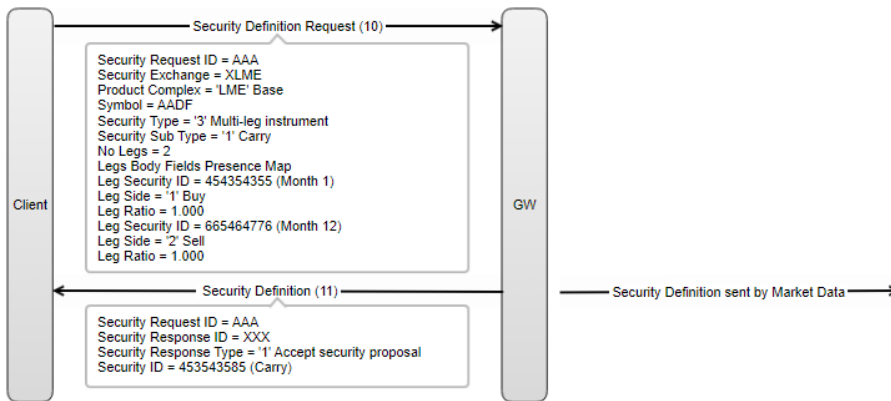 Security Definition Request (10)
Security Request ID = AAA
Security Exchange = XLME
Product Complex = 'LME' Base
Symbol = AADF
Security Type = '3' Multi-leg instrument
Security Sub Type = '1' Carry
No Legs = 2
Legs Body Fields Presence Map
Leg Security ID = 454354355 (Month 1)
Leg Side = '1' Buy
Leg Ratio = 1.000
Leg Security ID = 665464776 (Month 12)
Leg Side = '2' Sell
Leg Ratio = 1.000
Client
GW
Security Definition (11)
Security Definition sent by Market Data
Security Request ID = AAA
Security Response ID = XXX
Security Response Type = '1' Accept security proposal
Security ID = 453543585 (Carry)